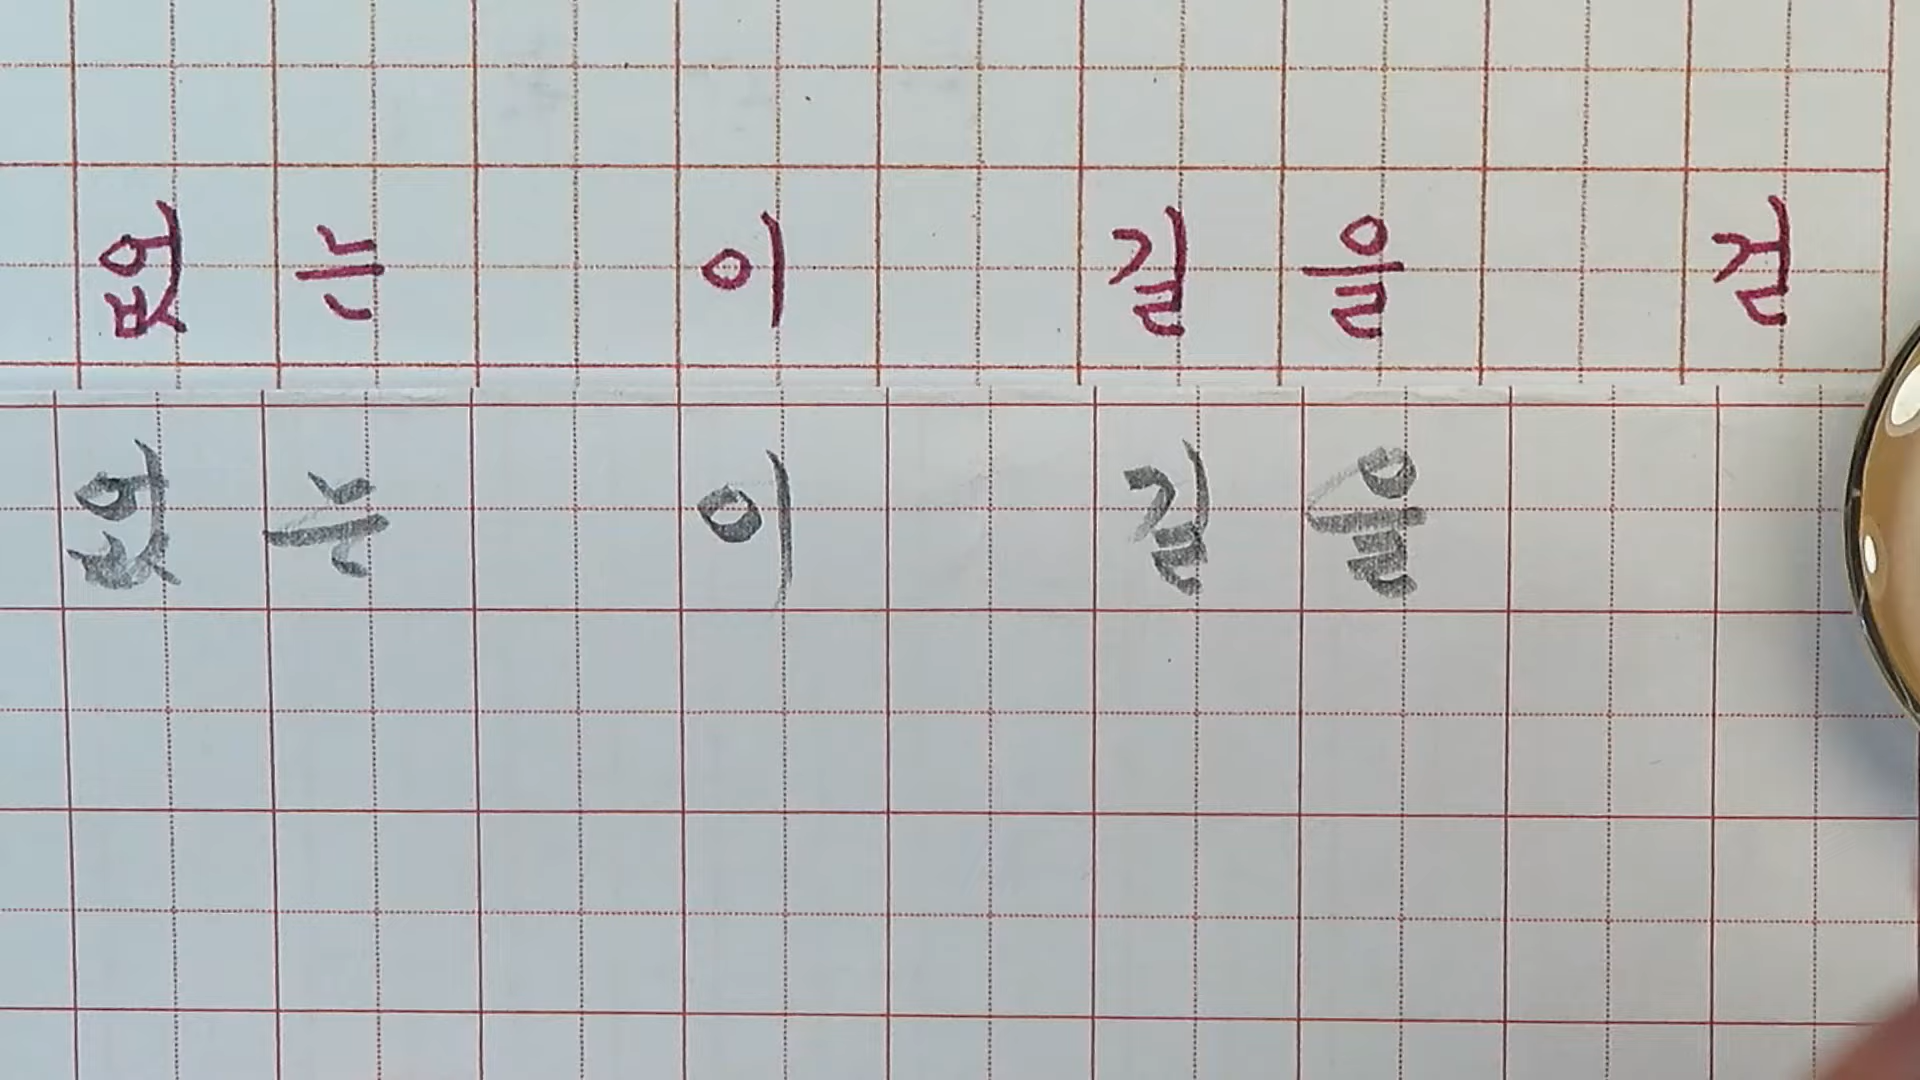 없는 이 길을 걷
없는 이 길을